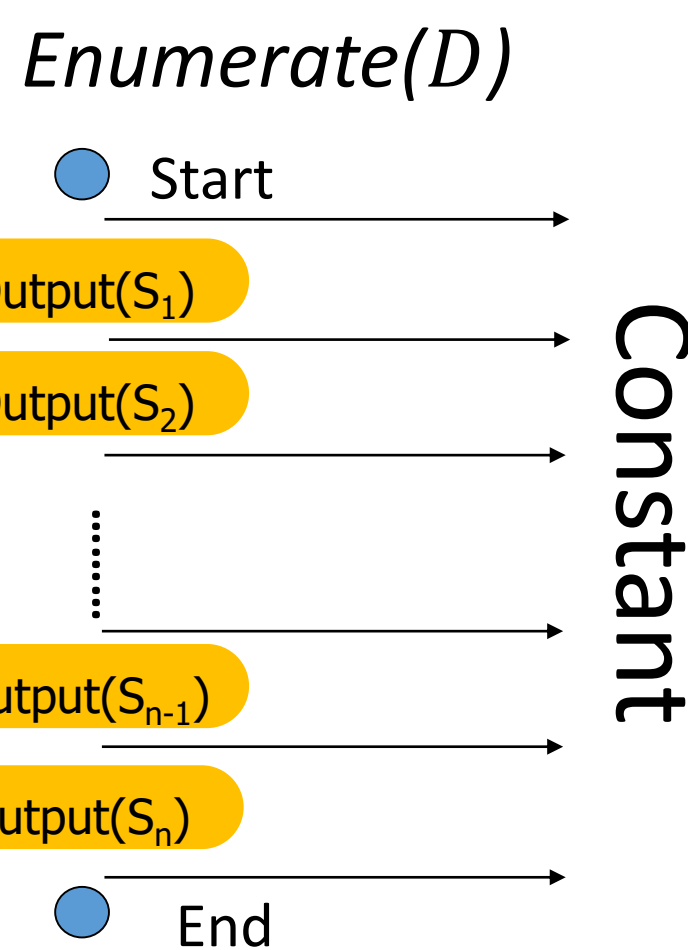 Enumerate(D)
Start
utput(S₁)
utput(S₂)
utput(Sₙ₋₁)
utput(Sₙ)
End
Constant